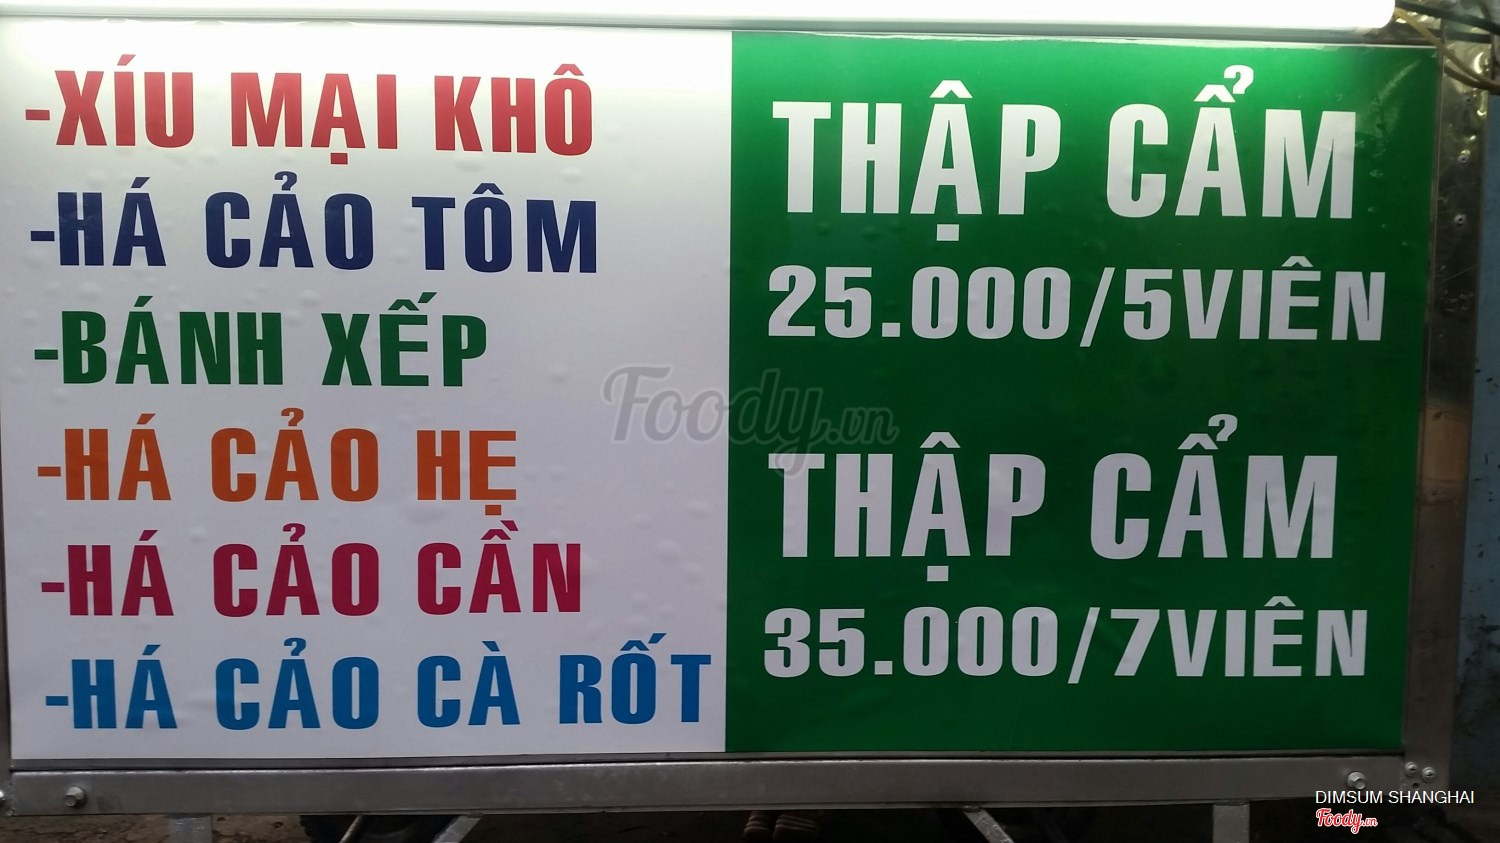 -XÍU MẠI KHÔ
-HÁ CẢO TÔM
-BÁNH XẾP
-HÁ CẢO HẸ
-HÁ CẢO CẦN
-HÁ CẢO CÀ RỐT
THẬP CẨM
25.000/5VIÊN
THẬP CẨM
35.000/7VIÊN
Foody.vn
DIMSUM SHANGHAI
Foody.vn